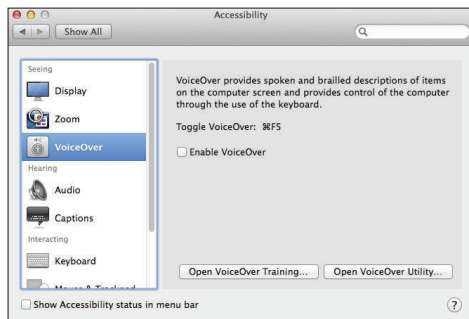 Accessibility
Show All
Seeing
Display
Zoom
VoiceOver
Hearing
Audio
Captions
Interacting
Keyboard
VoiceOver provides spoken and brailled descriptions of items
on the computer screen and provides control of the computer
through the use of the keyboard.
Toggle VoiceOver: ⌘F5
Enable VoiceOver
Open VoiceOver Training...
Open VoiceOver Utility...
Show Accessibility status in menu bar
?